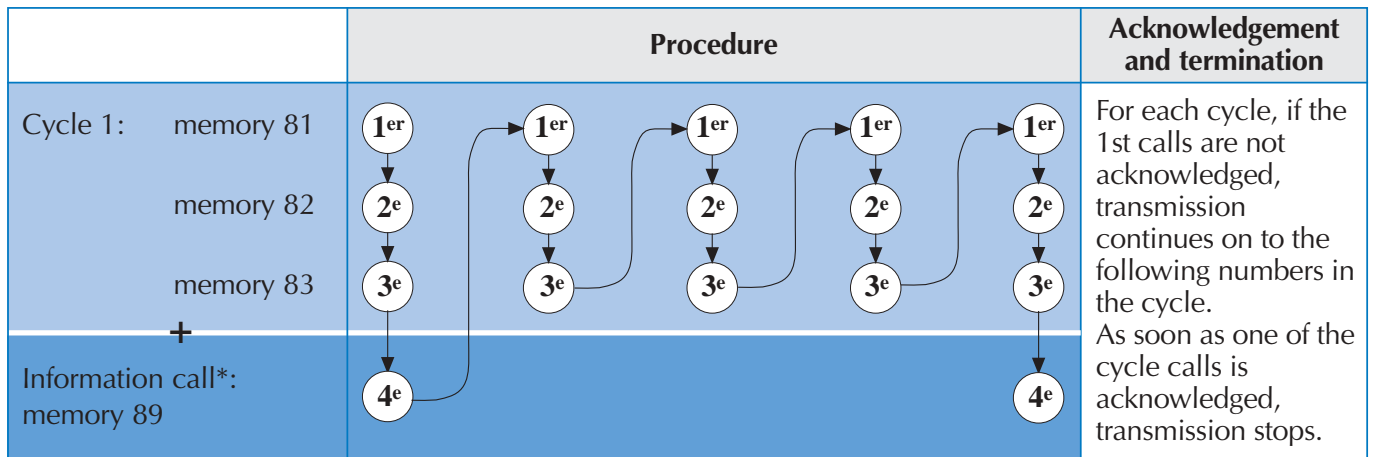 Procedure
Acknowledgement
and termination
Cycle 1: memory 81
1er 1er 1er 1er 1er
memory 82
2e 2e 2e 2e 2e
memory 83
3e 3e 3e 3e 3e
+
Information call*:
memory 89
4e 4e
For each cycle, if the
1st calls are not
acknowledged,
transmission
continues on to the
following numbers in
the cycle.
As soon as one of the
cycle calls is
acknowledged,
transmission stops.